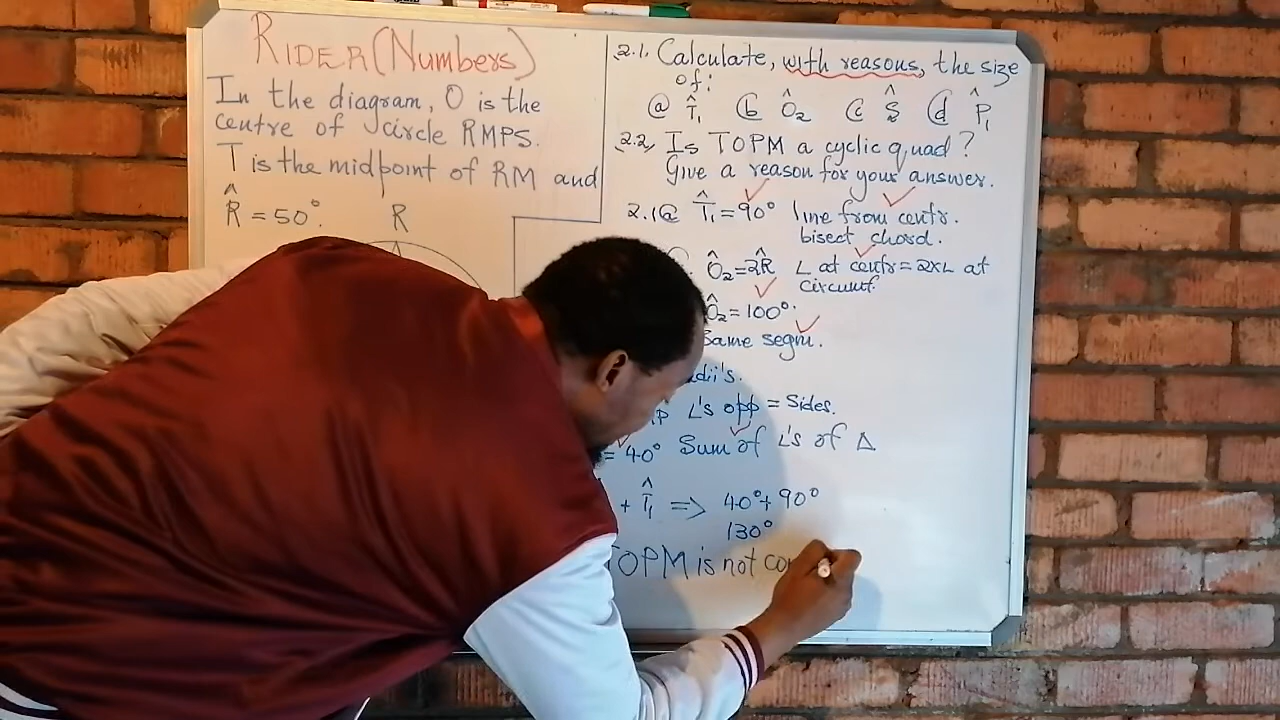 RIDER (Numbers)
In the diagram, O is the
centre of circle RMPS.
T is the midpoint of RM and
R̂ = 50°.
R
2.1. Calculate, with reasons, the size
of:
ⓐ T̂₁ ⓑ Ô₂ ⓒ Ŝ ⓓ P̂₁
2.2. Is TOPM a cyclic quad?
Give a reason for your answer.
2.1ⓐ T̂₁ = 90° line from centr.
bisect chord.
Ô₂ = 2R̂ ∠ at centr = 2x∠ at
circumf.
Ô₂ = 100°.
Same segm.
∠'s opp = Sides.
= 40° Sum of ∠'s of Δ
+ T̂₁ ⇒ 40° + 90°
130°
TOPM is not